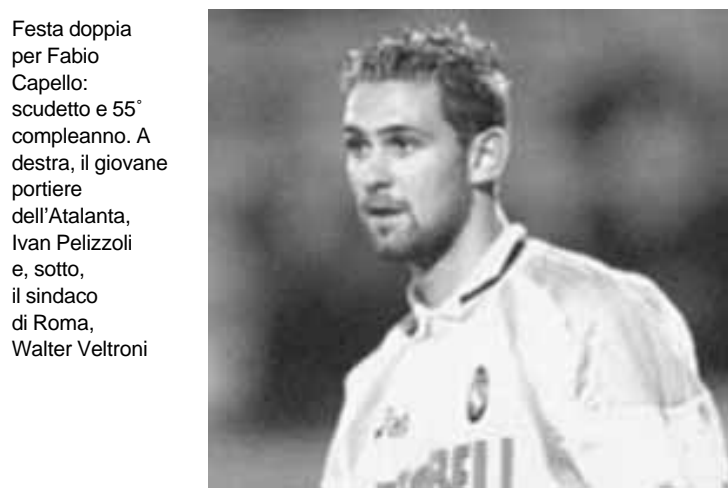 Festa doppia
per Fabio
Capello:
scudetto e 55°
compleanno. A
destra, il giovane
portiere
dell'Atalanta,
Ivan Pelizzoli
e, sotto,
il sindaco
di Roma,
Walter Veltroni